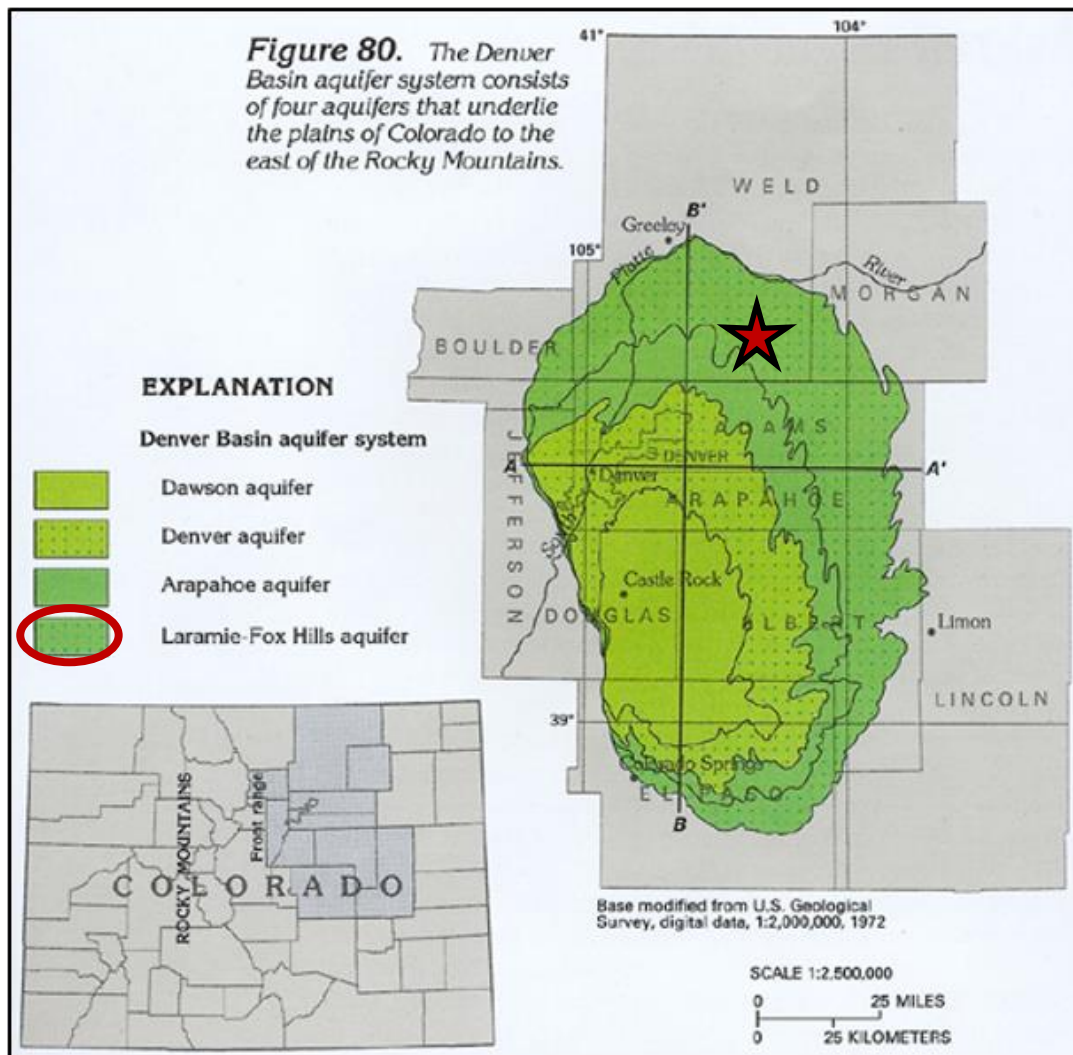 Figure 80. The Denver
Basin aquifer system consists
of four aquifers that underlie
the plains of Colorado to the
east of the Rocky Mountains.
41°
104°
WELD
B'
Greeley
105°
Platte
River
MORGAN
BOULDER
EXPLANATION
Denver Basin aquifer system
Dawson aquifer
Denver aquifer
Arapahoe aquifer
Laramie-Fox Hills aquifer
JEFFERSON
ADAMS
DENVER
A
Denver
A'
ARAPAHOE
South
Castle Rock
DOUGLAS
ELBERT
Limon
LINCOLN
39°
Colorado Springs
EL PASO
B
ROCKY MOUNTAINS
Front range
COLORADO
Base modified from U.S. Geological
Survey, digital data, 1:2,000,000, 1972
SCALE 1:2,500,000
0 25 MILES
0 25 KILOMETERS